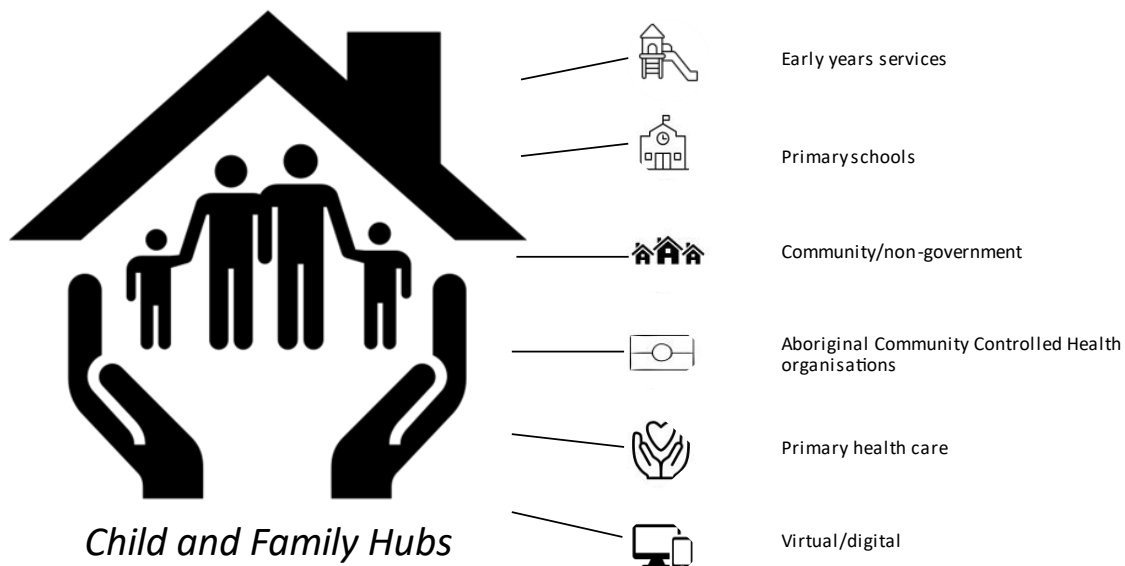 Early years services
Primary schools
Community/non-government
Aboriginal Community Controlled Health
organisations
Primary health care
Virtual/digital
Child and Family Hubs